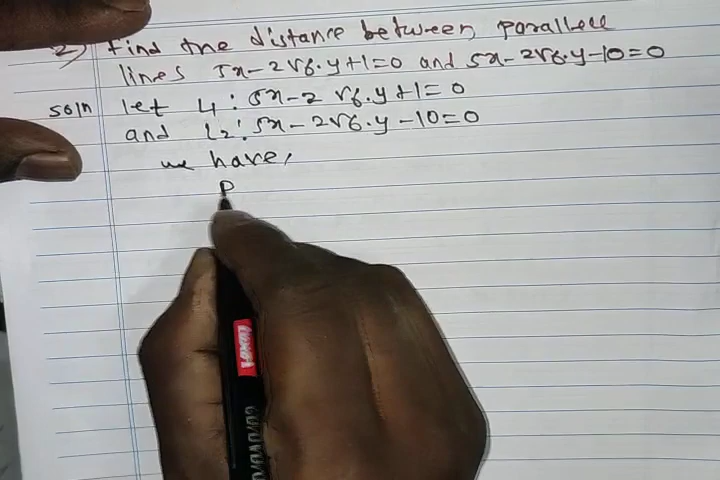 2) Find the distance between parallell
lines 5x-2√6.y+1=0 and 5x-2√6.y-10=0
soln let L1: 5x-2√6.y+1=0
and L2: 5x-2√6.y-10=0
we have,
P